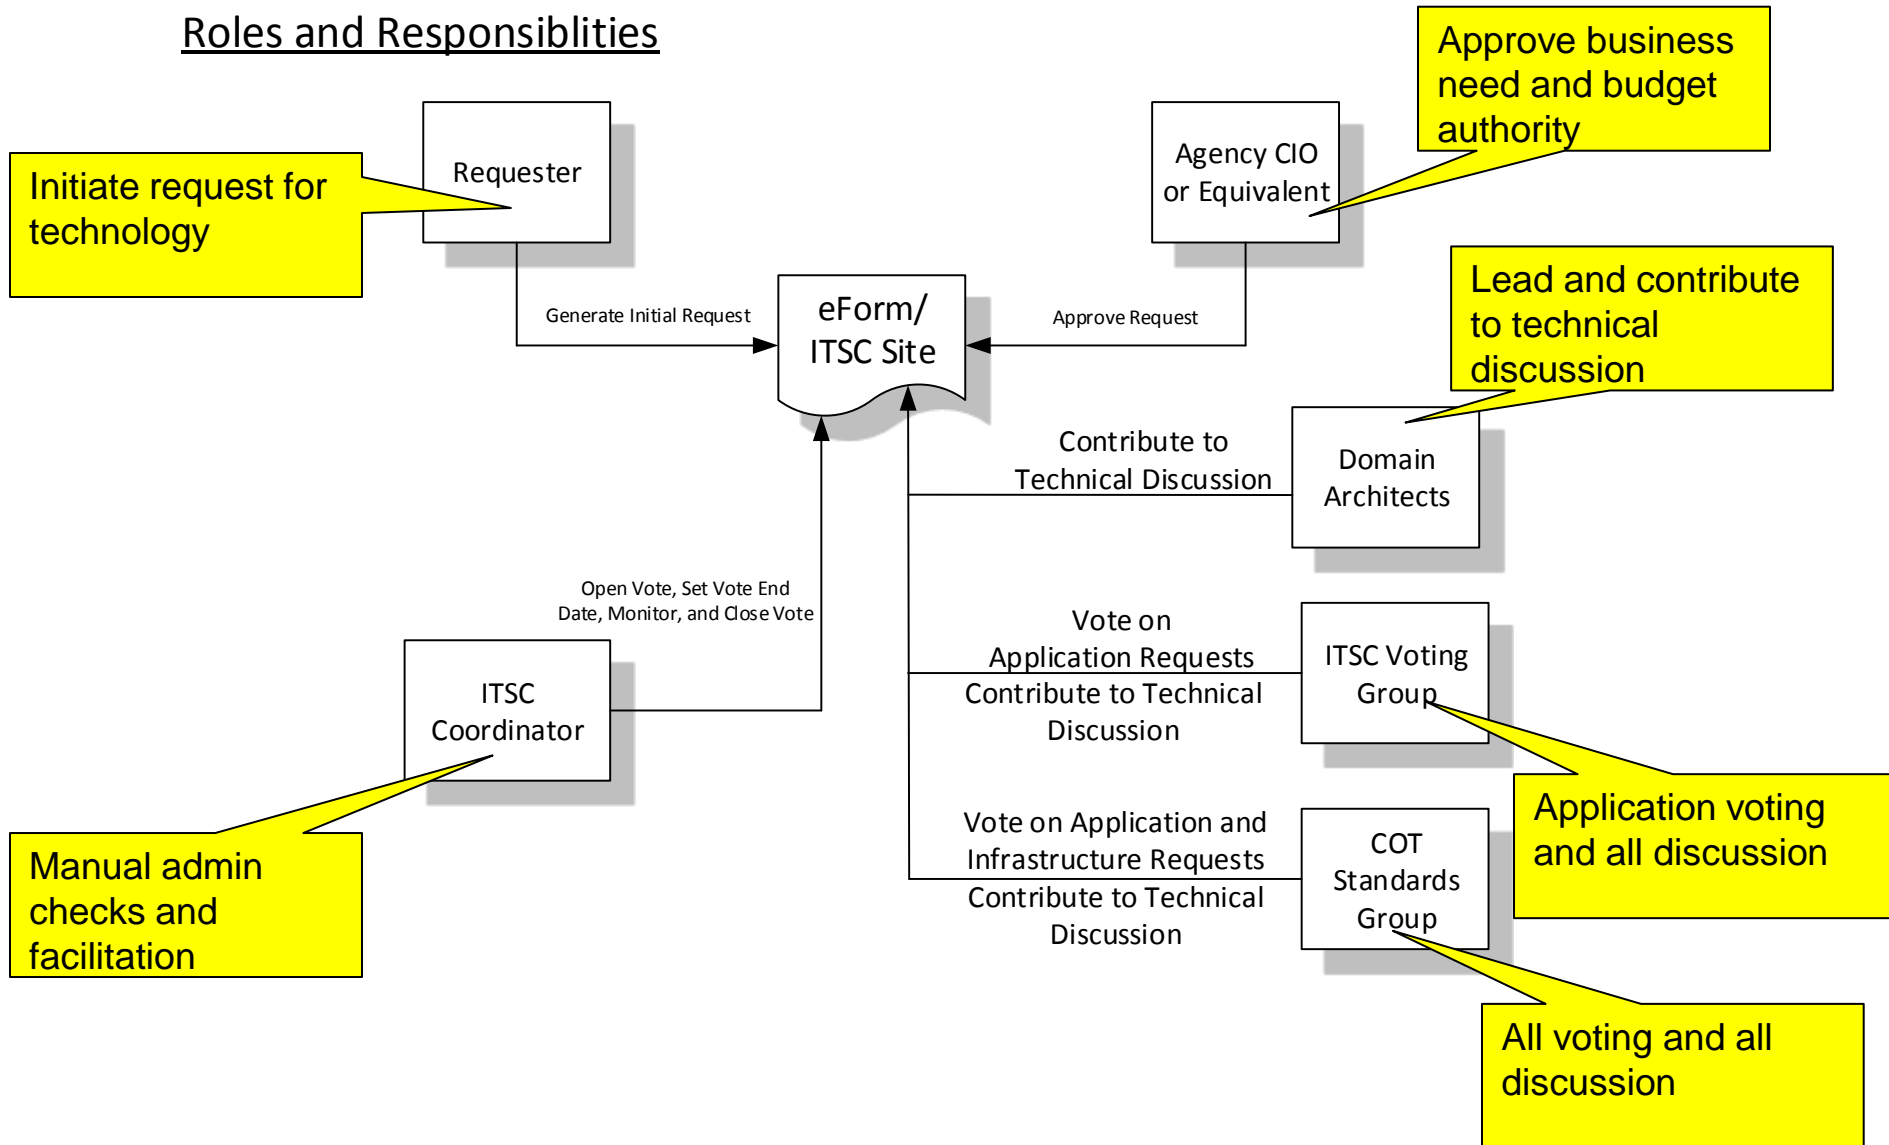 Roles and Responsiblities
Approve business
need and budget
authority
Requester
Agency CIO
or Equivalent
Initiate request for
technology
Generate Initial Request
eForm/
ITSC Site
Approve Request
Lead and contribute
to technical
discussion
Contribute to
Technical Discussion
Domain
Architects
Open Vote, Set Vote End
Date, Monitor, and Close Vote
ITSC
Coordinator
Vote on
Application Requests
Contribute to Technical
Discussion
ITSC Voting
Group
Application voting
and all discussion
Manual admin
checks and
facilitation
Vote on Application and
Infrastructure Requests
Contribute to Technical
Discussion
COT
Standards
Group
All voting and all
discussion